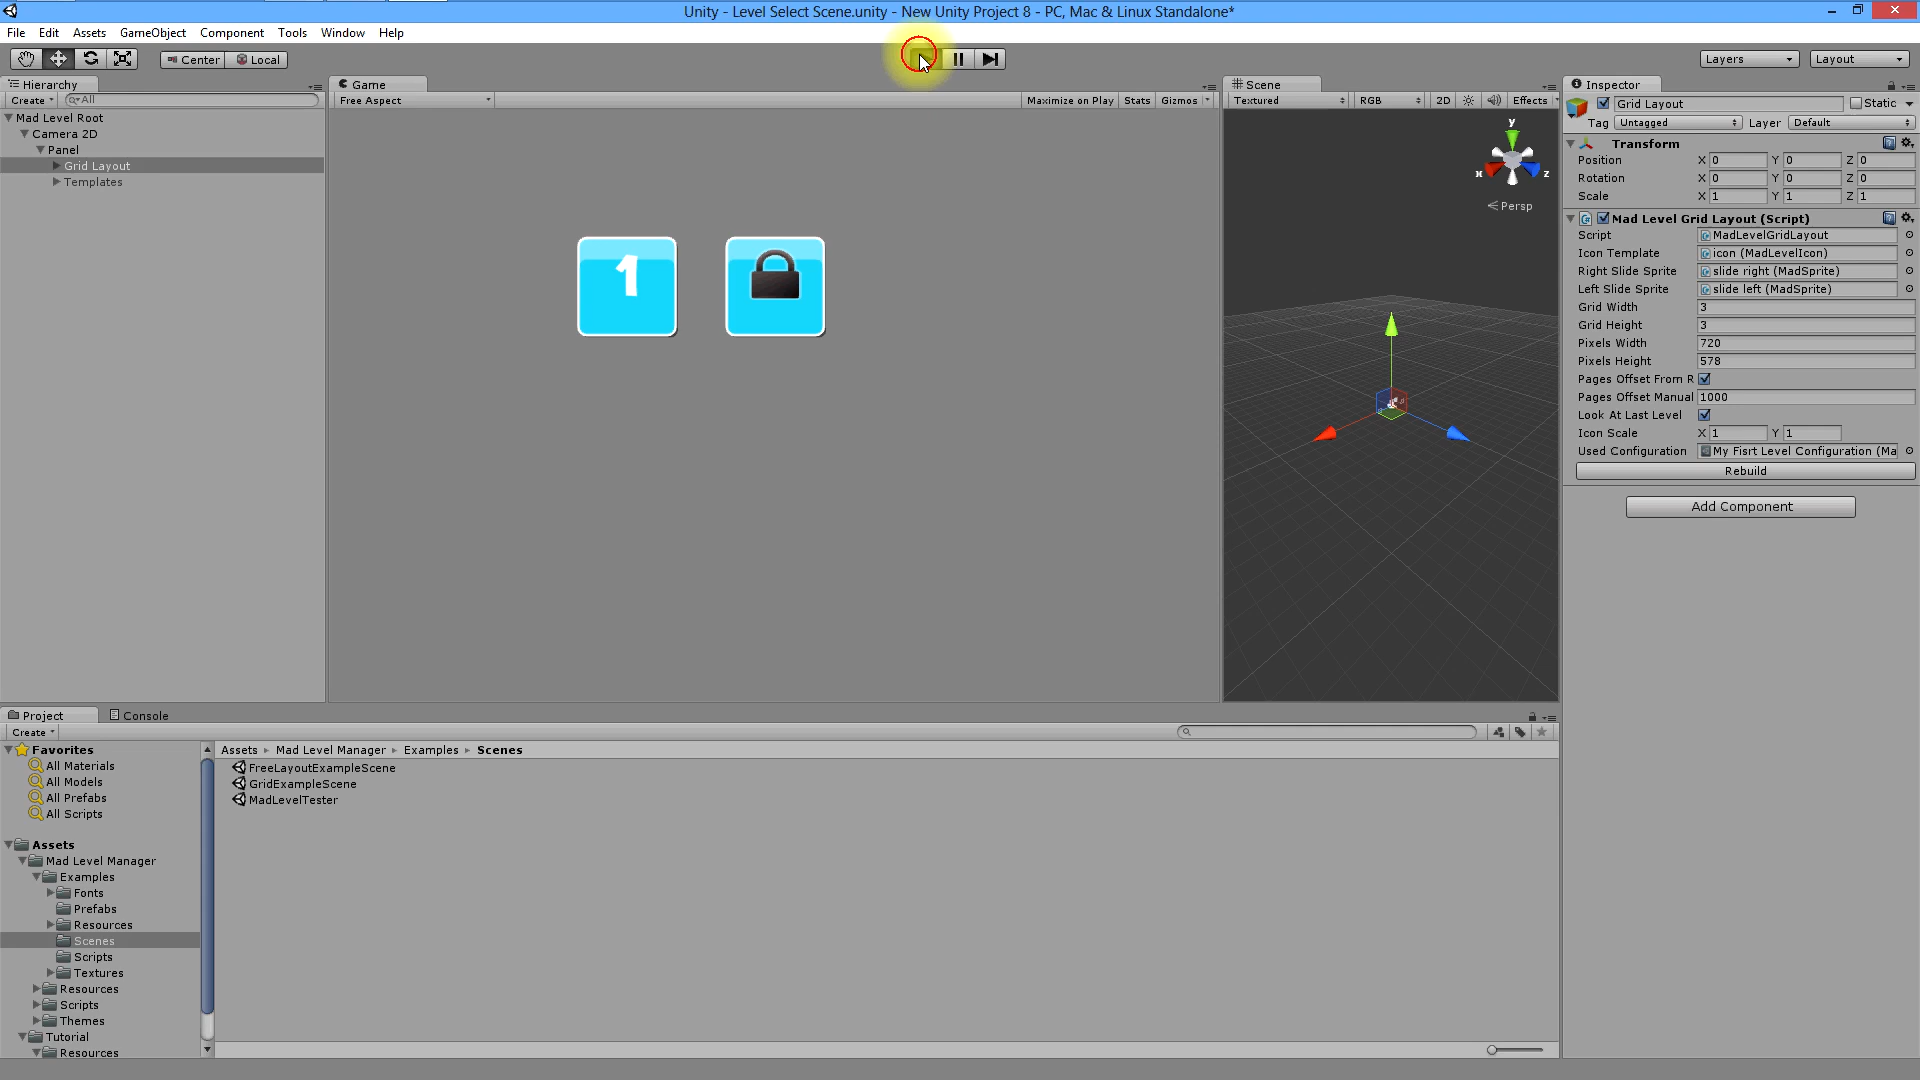 Unity - Level Select Scene.unity - New Unity Project 8 - PC, Mac & Linux Standalone*
File Edit Assets GameObject Component Tools Window Help
Center Local Layers Layout
Hierarchy
Create All
Mad Level Root
Camera 2D
Panel
Grid Layout
Templates
Game
Free Aspect Maximize on Play Stats Gizmos
1
Scene
Textured RGB 2D Effects
y
x z
Persp
Inspector
Grid Layout Static
Tag Untagged Layer Default
Transform
Position X 0 Y 0 Z 0
Rotation X 0 Y 0 Z 0
Scale X 1 Y 1 Z 1
Mad Level Grid Layout (Script)
Script MadLevelGridLayout
Icon Template icon (MadLevelIcon)
Right Slide Sprite slide right (MadSprite)
Left Slide Sprite slide left (MadSprite)
Grid Width 3
Grid Height 3
Pixels Width 720
Pixels Height 578
Pages Offset From R
Pages Offset Manual 1000
Look At Last Level
Icon Scale X 1 Y 1
Used Configuration My Fisrt Level Configuration (Ma
Rebuild
Add Component
Project Console
Create
Favorites
All Materials
All Models
All Prefabs
All Scripts
Assets
Mad Level Manager
Examples
Fonts
Prefabs
Resources
Scenes
Scripts
Textures
Resources
Scripts
Themes
Tutorial
Resources
Assets Mad Level Manager Examples Scenes
FreeLayoutExampleScene
GridExampleScene
MadLevelTester